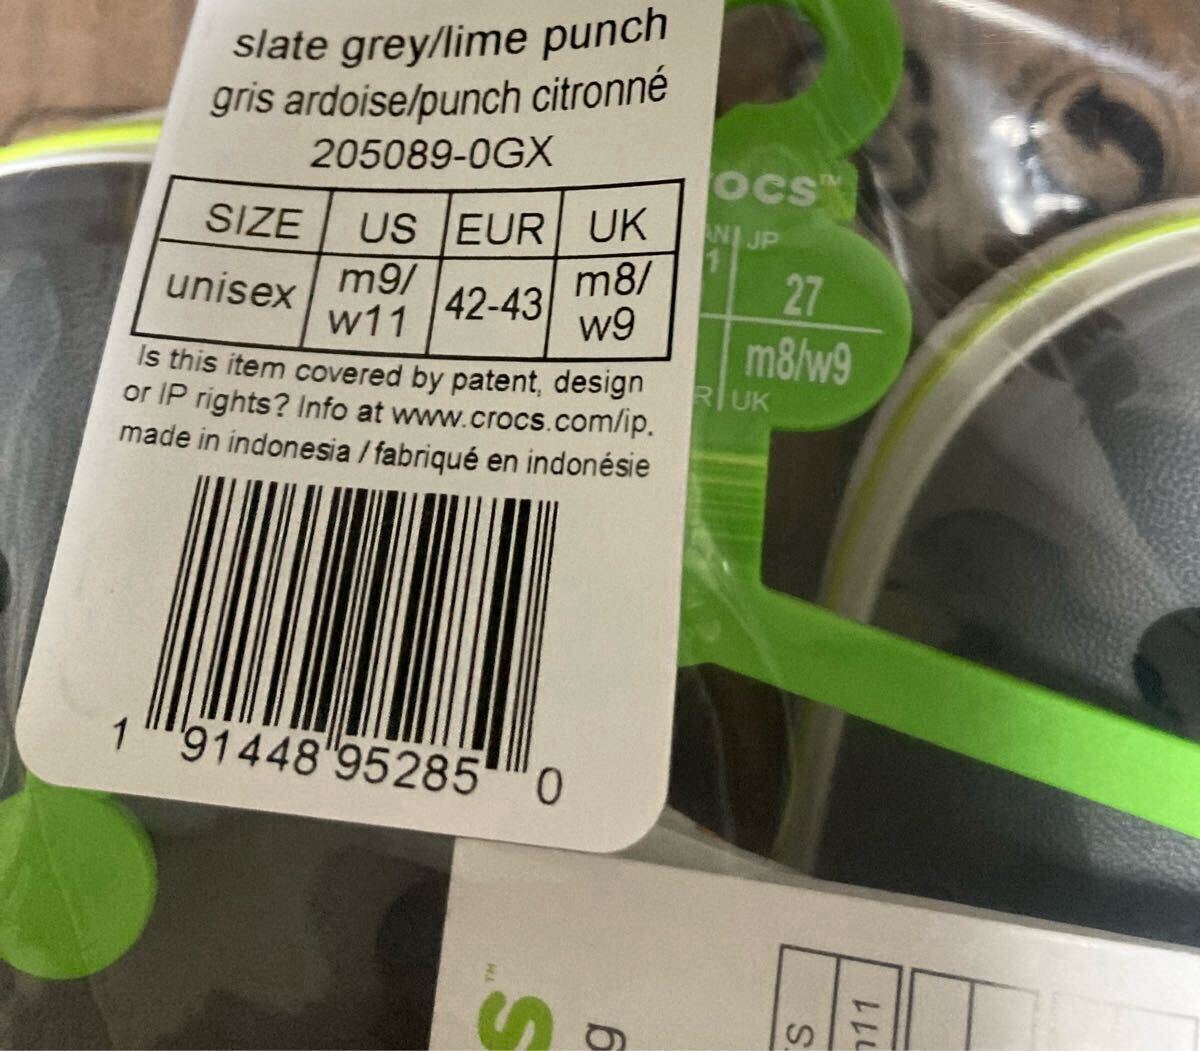 slate grey/lime punch
gris ardoise/punch citronné
205089-0GX
SIZE US EUR UK
unisex m9/w11 42-43 m8/w9
Is this item covered by patent, design
or IP rights? Info at www.crocs.com/ip.
made in indonesia / fabriqué en indonésie
1 91448 95285 0
ocs™
JP
27
m8/w9
UK